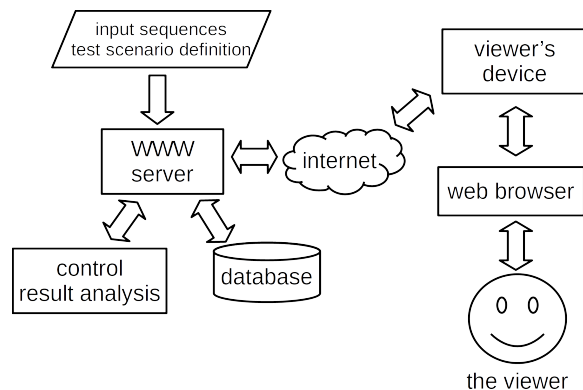 input sequences
test scenario definition
viewer's
device
WWW
server
internet
web browser
control
result analysis
database
the viewer